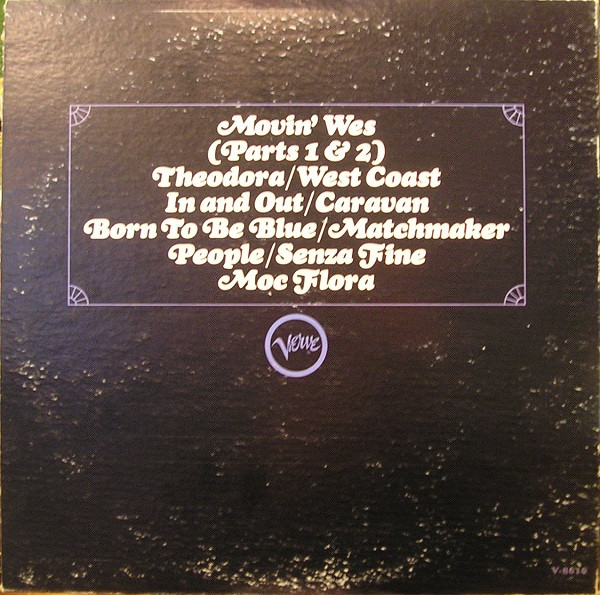 Movin' Wes
(Parts 1 & 2)
Theodora/West Coast
In and Out/Caravan
Born To Be Blue/Matchmaker
People/Senza Fine
Moc Flora
Verve